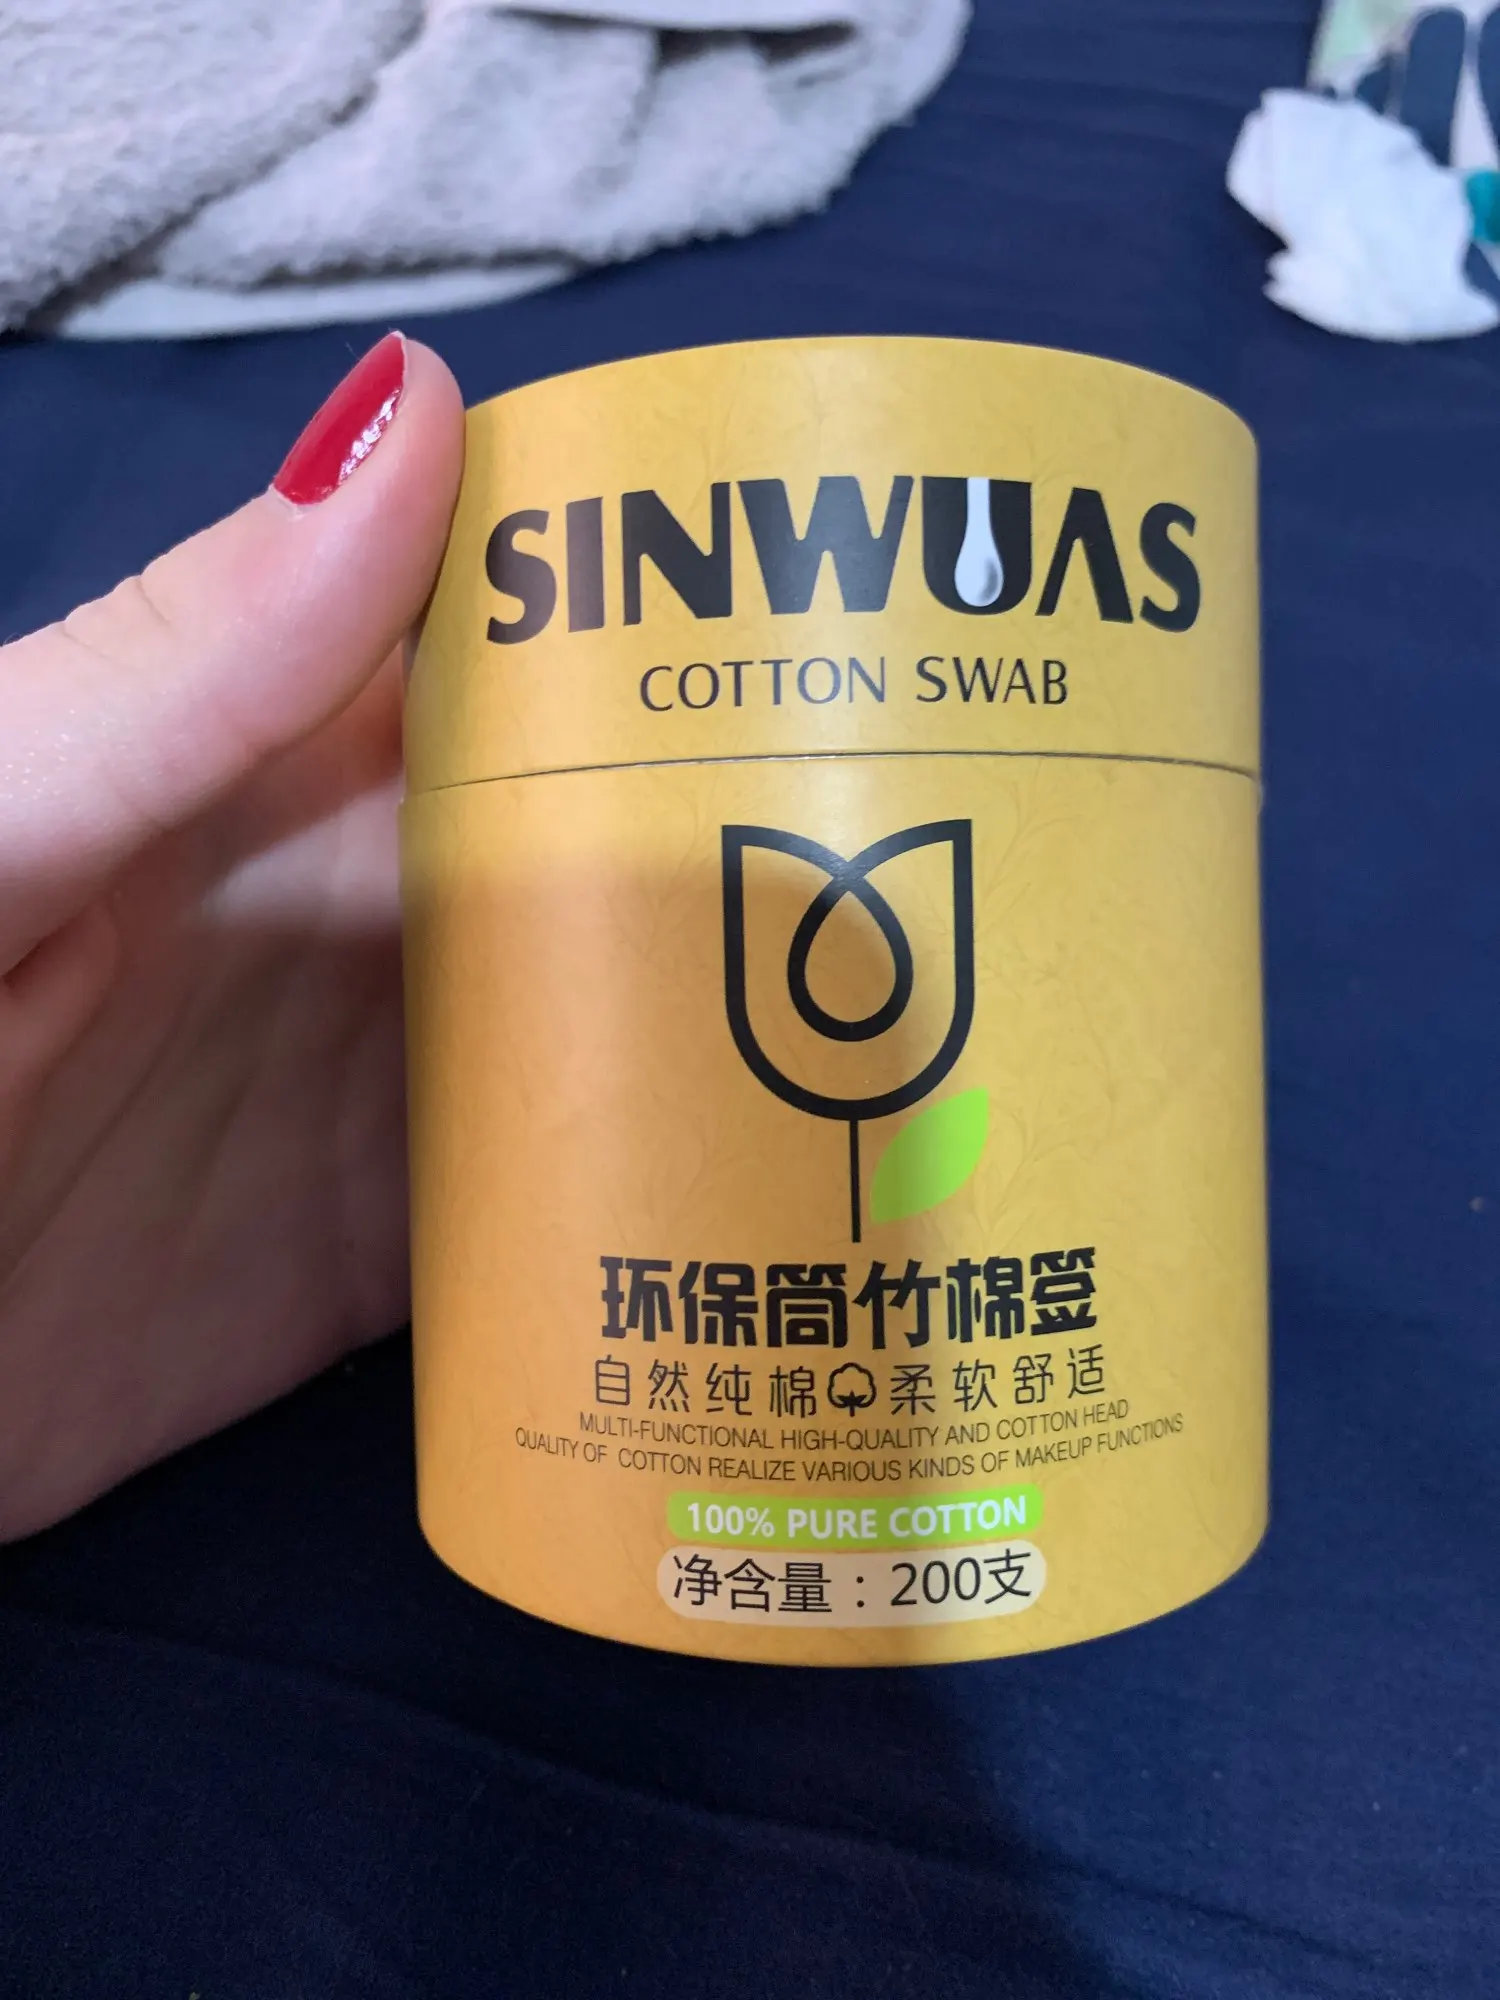 SINWUAS
COTTON SWAB
环保筒竹棉签
自然纯棉柔软舒适
MULTI-FUNCTIONAL HIGH-QUALITY AND COTTON HEAD
QUALITY OF COTTON REALIZE VARIOUS KINDS OF MAKEUP FUNCTIONS
100% PURE COTTON
净含量：200支